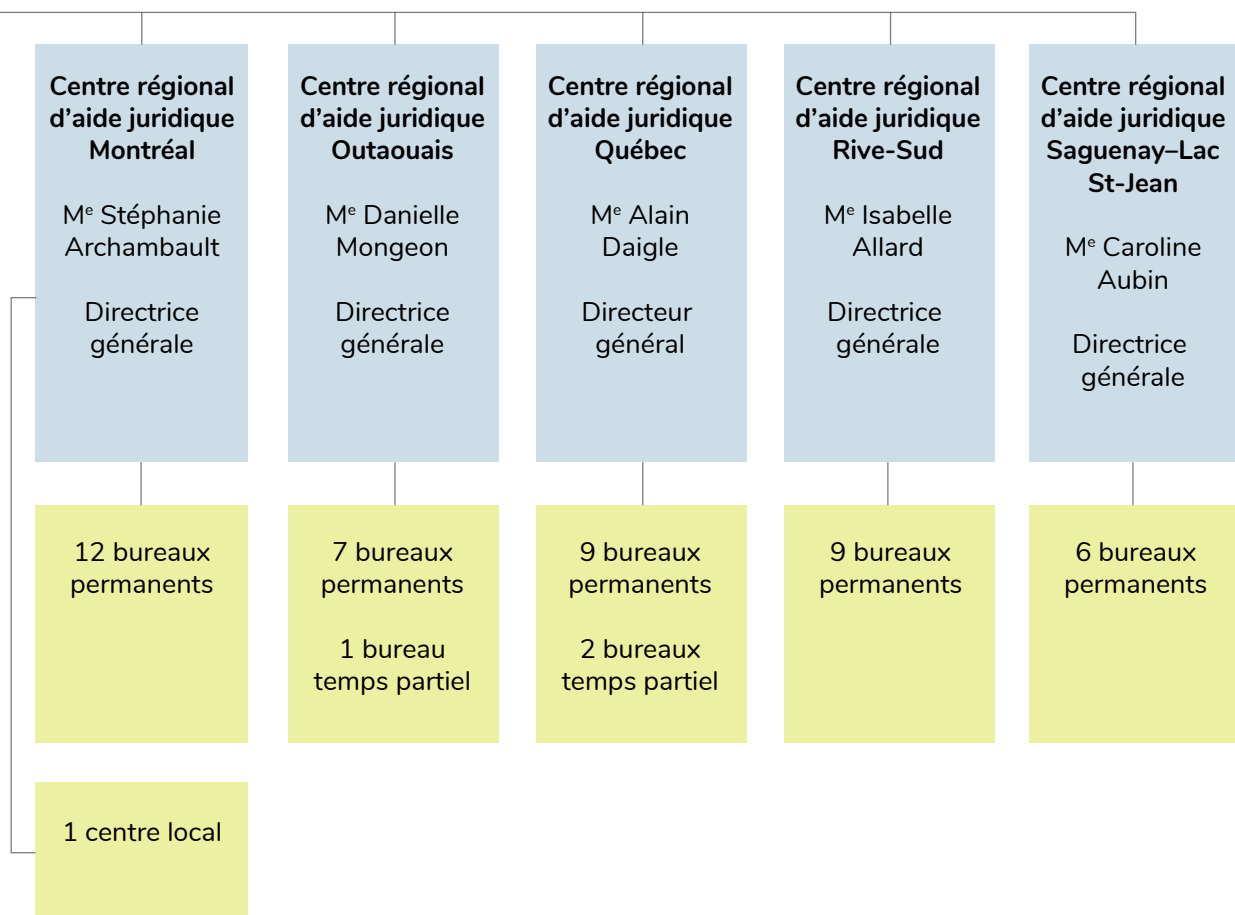 Centre régional
d’aide juridique
Montréal
Mᵉ Stéphanie
Archambault
Directrice
générale
12 bureaux
permanents
1 centre local
Centre régional
d’aide juridique
Outaouais
Mᵉ Danielle
Mongeon
Directrice
générale
7 bureaux
permanents
1 bureau
temps partiel
Centre régional
d’aide juridique
Québec
Mᵉ Alain
Daigle
Directeur
général
9 bureaux
permanents
2 bureaux
temps partiel
Centre régional
d’aide juridique
Rive-Sud
Mᵉ Isabelle
Allard
Directrice
générale
9 bureaux
permanents
Centre régional
d’aide juridique
Saguenay–Lac
St-Jean
Mᵉ Caroline
Aubin
Directrice
générale
6 bureaux
permanents